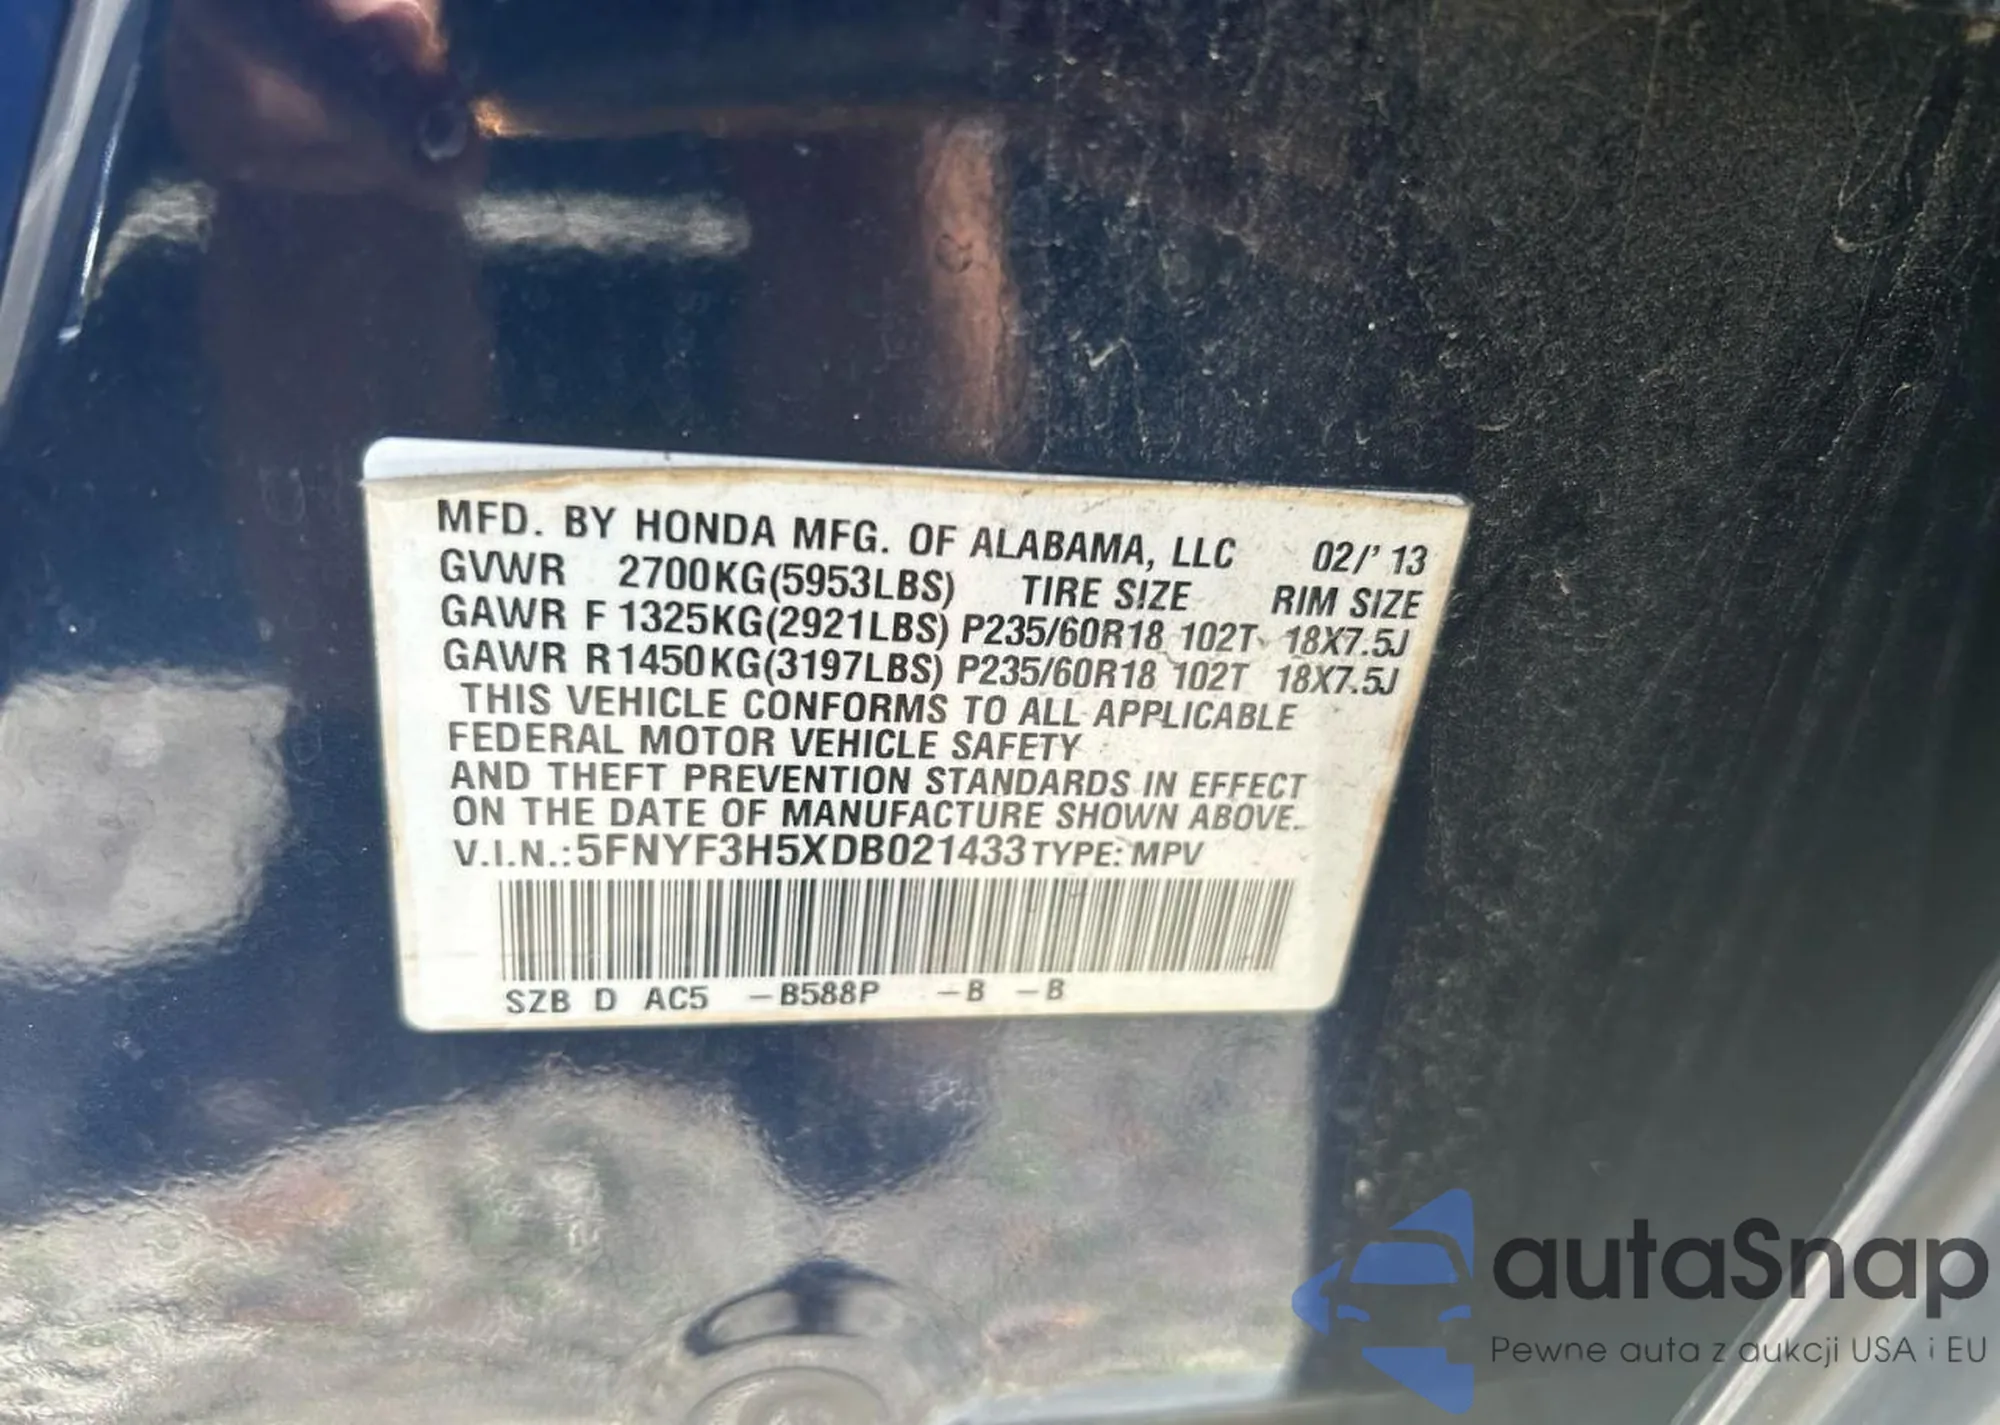 MFD. BY HONDA MFG. OF ALABAMA, LLC 02/' 13
GVWR 2700KG(5953LBS) TIRE SIZE RIM SIZE
GAWR F 1325KG(2921LBS) P235/60R18 102T 18X7.5J
GAWR R1450KG(3197LBS) P235/60R18 102T 18X7.5J
THIS VEHICLE CONFORMS TO ALL APPLICABLE
FEDERAL MOTOR VEHICLE SAFETY
AND THEFT PREVENTION STANDARDS IN EFFECT
ON THE DATE OF MANUFACTURE SHOWN ABOVE.
V.I.N.:5FNYF3H5XDB021433 TYPE: MPV
SZB D AC5 -B588P -B -B
autaSnap
Pewne auta z aukcji USA i EU